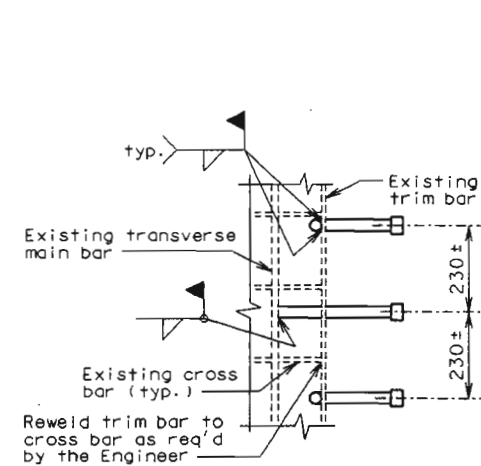 typ.
Existing
trim bar
Existing transverse
main bar
230±
230±
Existing cross
bar (typ.)
Reweld trim bar to
cross bar as req'd
by the Engineer